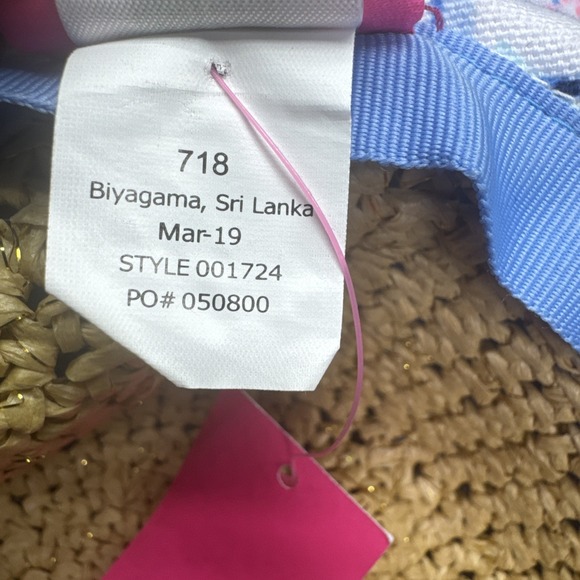 718
Biyagama, Sri Lanka
Mar-19
STYLE 001724
PO# 050800